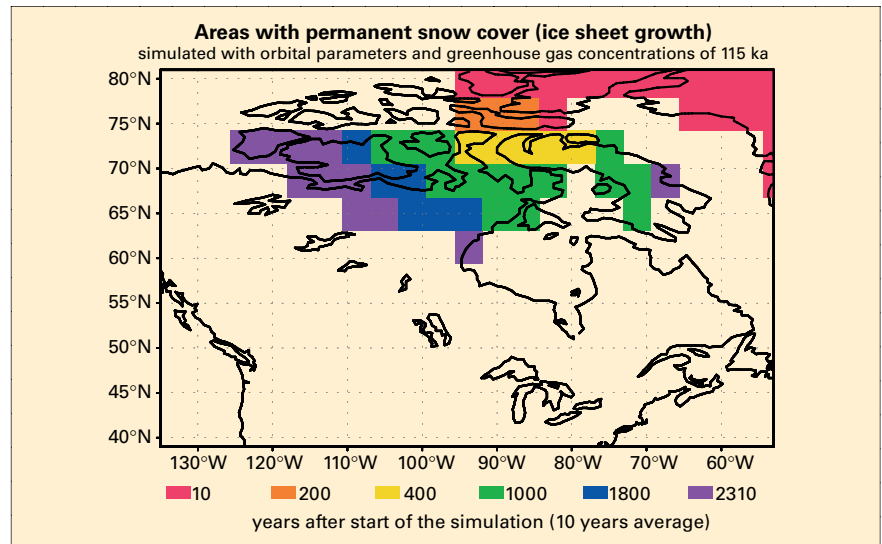 Areas with permanent snow cover (ice sheet growth)
simulated with orbital parameters and greenhouse gas concentrations of 115 ka
80°N
75°N
70°N
65°N
60°N
55°N
50°N
45°N
40°N
130°W 120°W 110°W 100°W 90°W 80°W 70°W 60°W
10 200 400 1000 1800 2310
years after start of the simulation (10 years average)